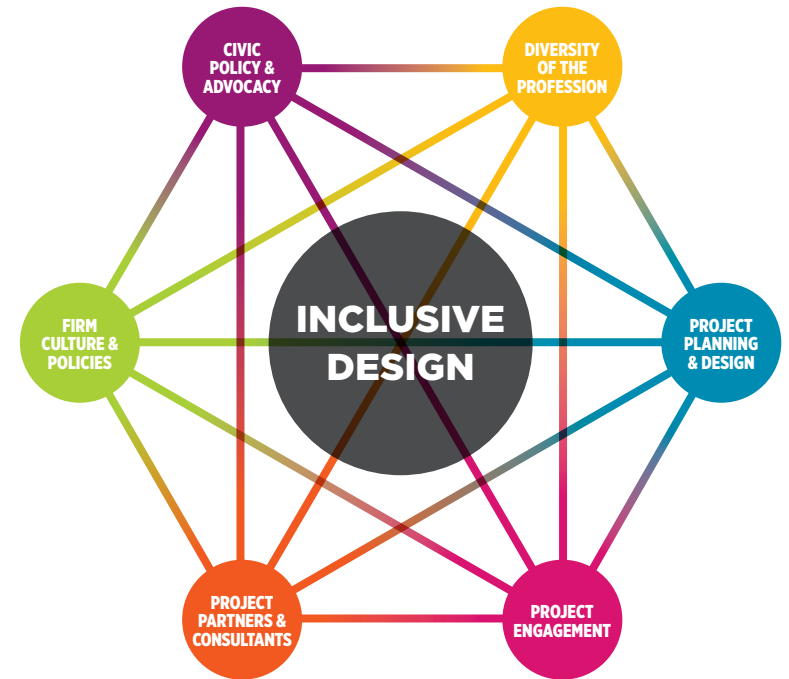 CIVIC
POLICY &
ADVOCACY
DIVERSITY
OF THE
PROFESSION
FIRM
CULTURE &
POLICIES
INCLUSIVE
DESIGN
PROJECT
PLANNING
& DESIGN
PROJECT
PARTNERS &
CONSULTANTS
PROJECT
ENGAGEMENT